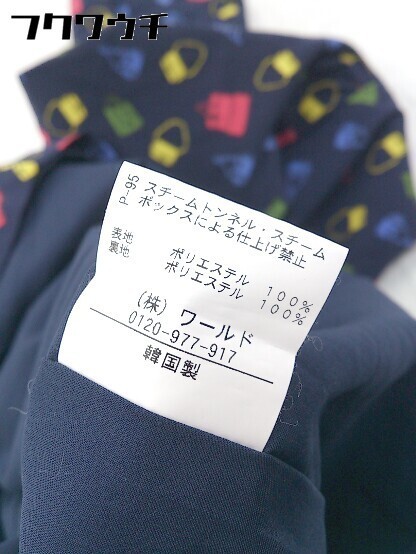 フクワウチ
P-95
スチームトンネル・スチーム
ボックスによる仕上げ禁止
表地 ポリエステル 100%
裏地 ポリエステル 100%
(株) ワールド
0120-977-917
韓国製